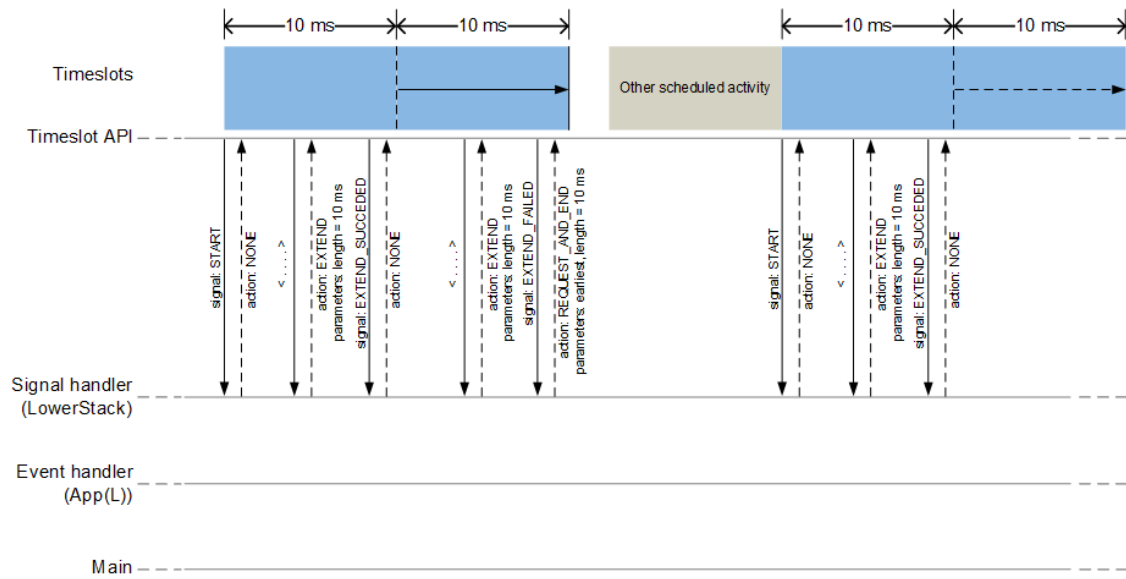 10 ms
10 ms
10 ms
10 ms
Timeslots
Other scheduled activity
Timeslot API
signal: START
action: NONE
< . . . . >
action: EXTEND
parameters: length = 10 ms
signal: EXTEND_SUCCEDED
action: NONE
< . . . . >
action: EXTEND
parameters: length = 10 ms
signal: EXTEND_FAILED
action: REQUEST_AND_END
parameters: earliest,length = 10 ms
signal: START
action: NONE
< . . . . >
action: EXTEND
parameters: length = 10 ms
signal: EXTEND_SUCCEDED
action: NONE
Signal handler
(LowerStack)
Event handler
(App(L))
Main